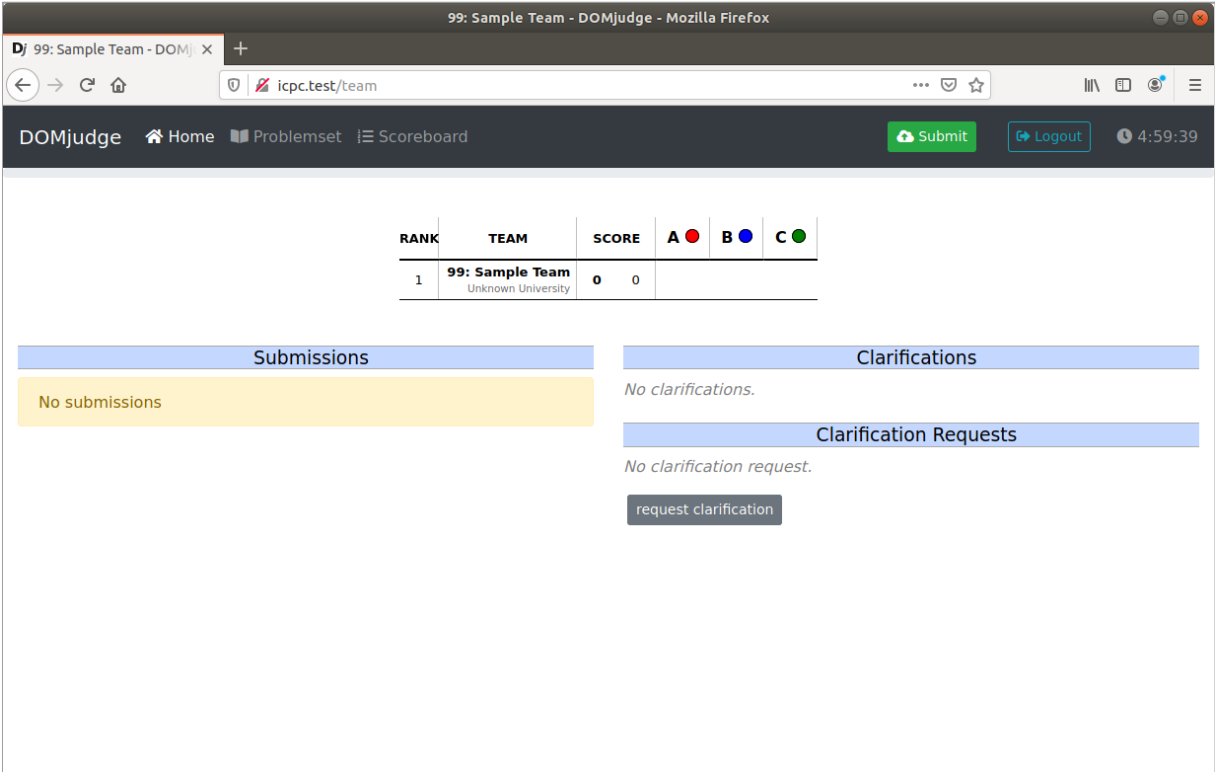 99: Sample Team - DOMjudge - Mozilla Firefox
Dj 99: Sample Team - DOMj
icpc.test/team
DOMjudge Home Problemset Scoreboard Submit Logout 4:59:39
RANK TEAM SCORE A B C
1 99: Sample Team 0 0
Unknown University
Submissions
No submissions
Clarifications
No clarifications.
Clarification Requests
No clarification request.
request clarification